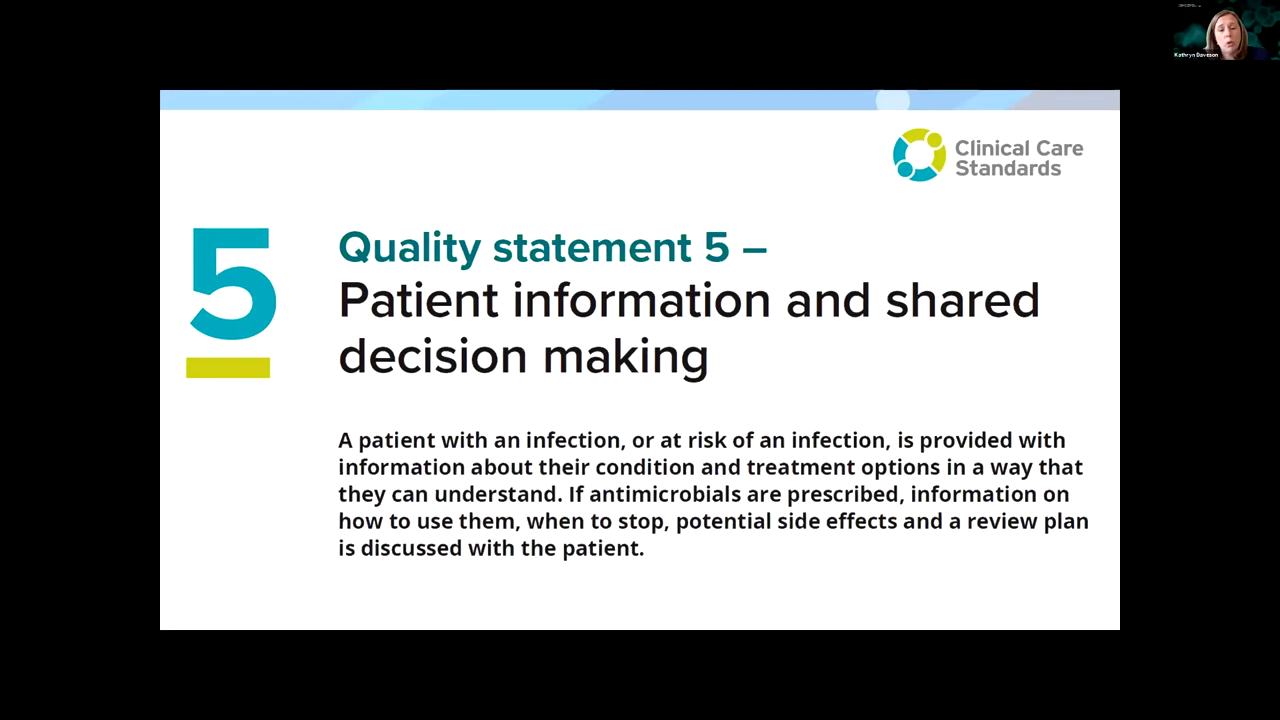 Kathryn Daveson
Clinical Care
Standards
5
Quality statement 5 –
Patient information and shared
decision making
A patient with an infection, or at risk of an infection, is provided with
information about their condition and treatment options in a way that
they can understand. If antimicrobials are prescribed, information on
how to use them, when to stop, potential side effects and a review plan
is discussed with the patient.